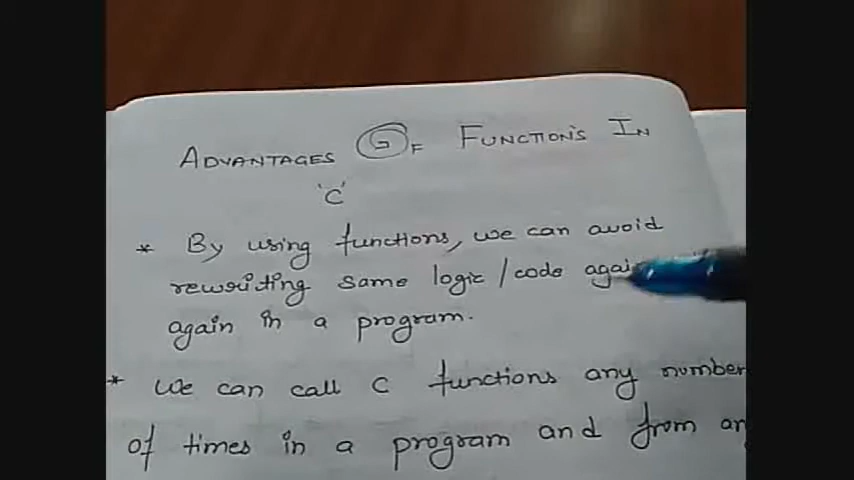 ADVANTAGES OF FUNCTIONS IN
'C'
* By using functions, we can avoid
rewriting same logic/code again
again in a program.
* We can call C functions any number
of times in a program and from